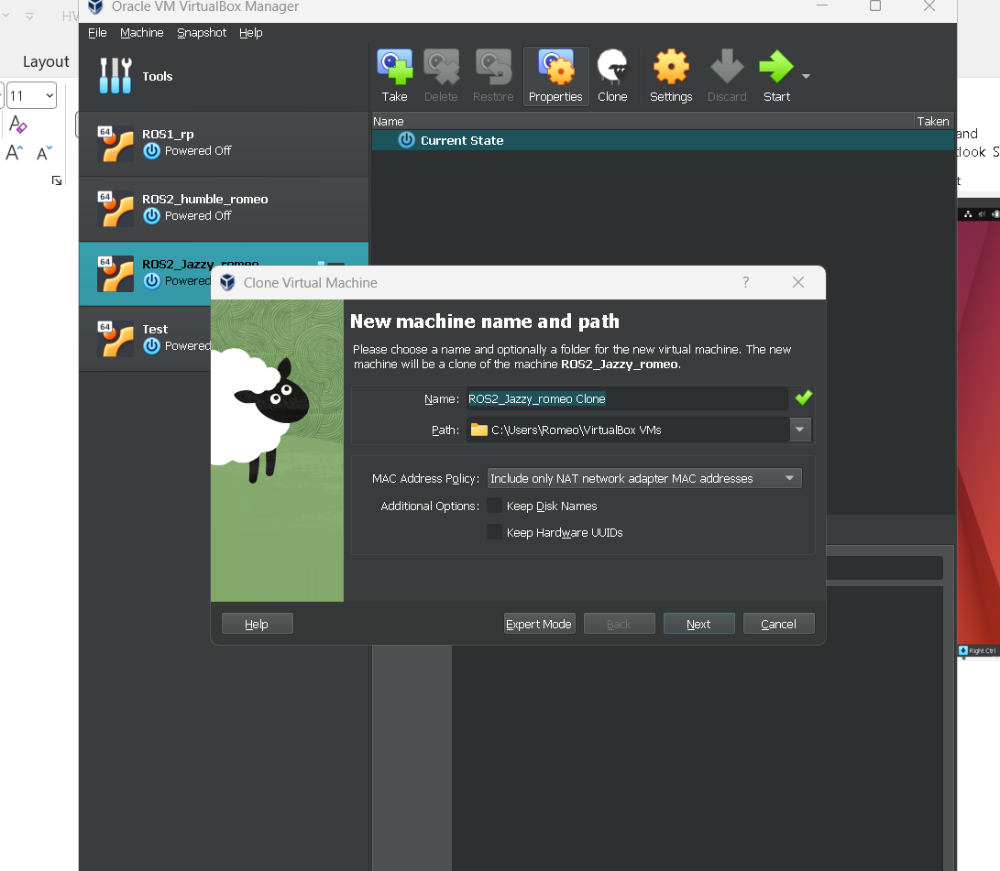 Oracle VM VirtualBox Manager
HV
File Machine Snapshot Help
Layout
Tools
Take Delete Restore Properties Clone Settings Discard Start
11
Name Taken
Current State
64
ROS1_rp
Powered Off
64
ROS2_humble_romeo
Powered Off
64
ROS2_Jazzy_romeo
Powered
64
Test
Powered
and
tlook S
t
Clone Virtual Machine
?
New machine name and path
Please choose a name and optionally a folder for the new virtual machine. The new
machine will be a clone of the machine ROS2_Jazzy_romeo.
Name: ROS2_Jazzy_romeo Clone
Path: C:\Users\Romeo\VirtualBox VMs
MAC Address Policy: Include only NAT network adapter MAC addresses
Additional Options: Keep Disk Names
Keep Hardware UUIDs
Help Expert Mode Back Next Cancel
Right Ctrl